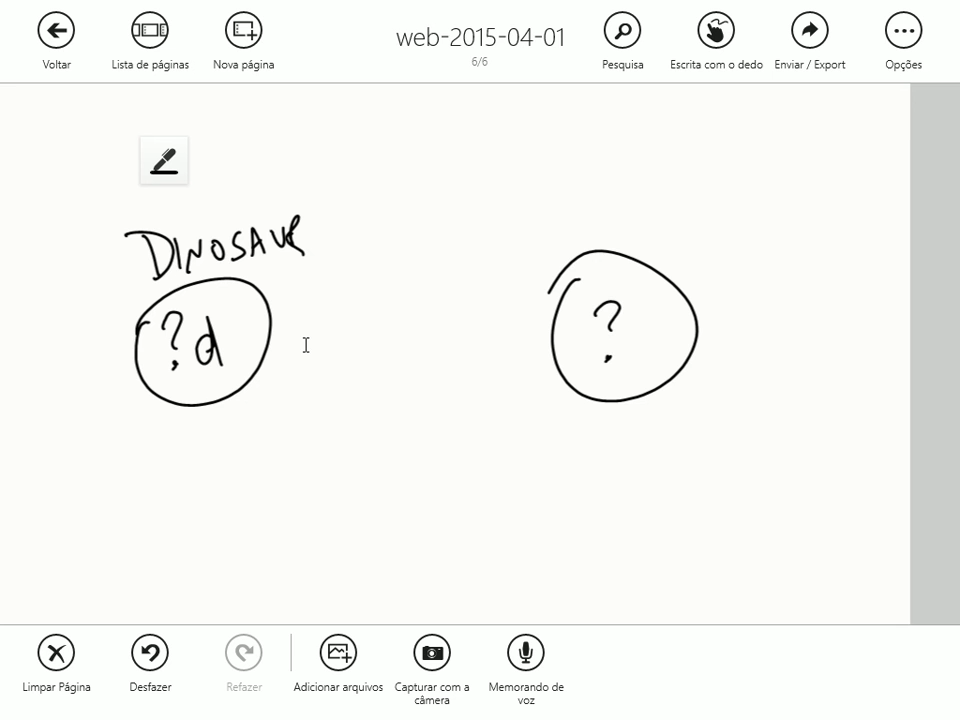 Voltar
Lista de páginas
Nova página
web-2015-04-01
6/6
Pesquisa
Escrita com o dedo
Enviar / Export
Opções
DINOSAUR
?d
?
Limpar Página
Desfazer
Refazer
Adicionar arquivos
Capturar com a
câmera
Memorando de
voz